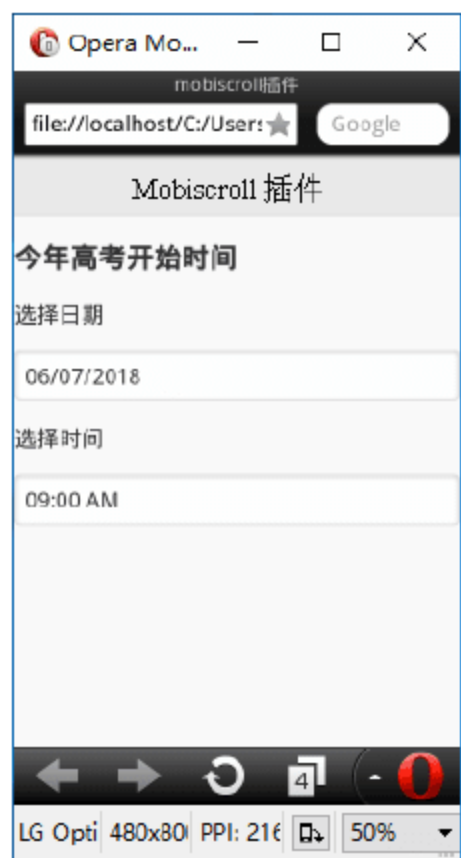 Opera Mo...
mobiscroll插件
file://localhost/C:/Users
Google
Mobiscroll 插件
今年高考开始时间
选择日期
06/07/2018
选择时间
09:00 AM
4
LG Opti 480x80 PPI: 216 50%